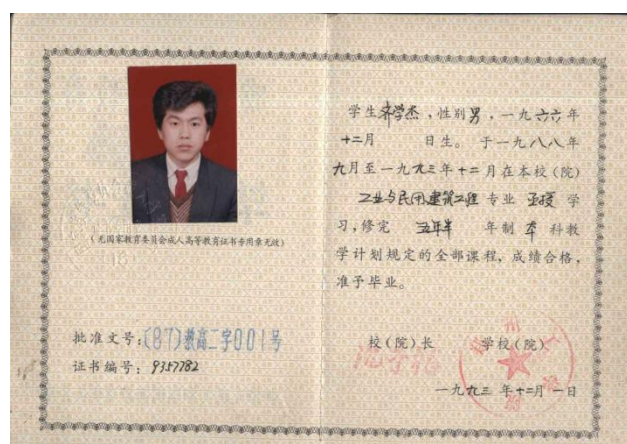 (无国家教育委员会成人高等教育证书专用章无效)
批准文号:(87)教高二字001号
证书编号:9357782
学生齐学杰,性别男,一九六六年
十二月 日生。于一九八八年
九月至一九九三年十二月在本校(院)
工业与民用建筑工程 专业 函授 学
习,修完 五年半 年制 本 科教
学计划规定的全部课程,成绩合格,
准予毕业。
校(院)长 学校(院)
一九九三年十二月一日